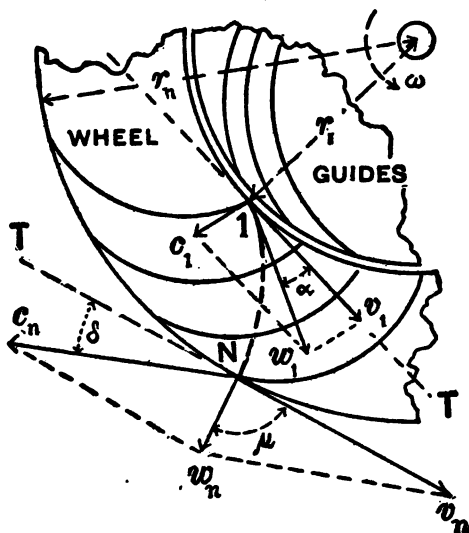 r_n
ω
WHEEL
r_1
GUIDES
1
c_1
T
α
v_1
c_n
δ
N
w_1
T
μ
w_n
v_n